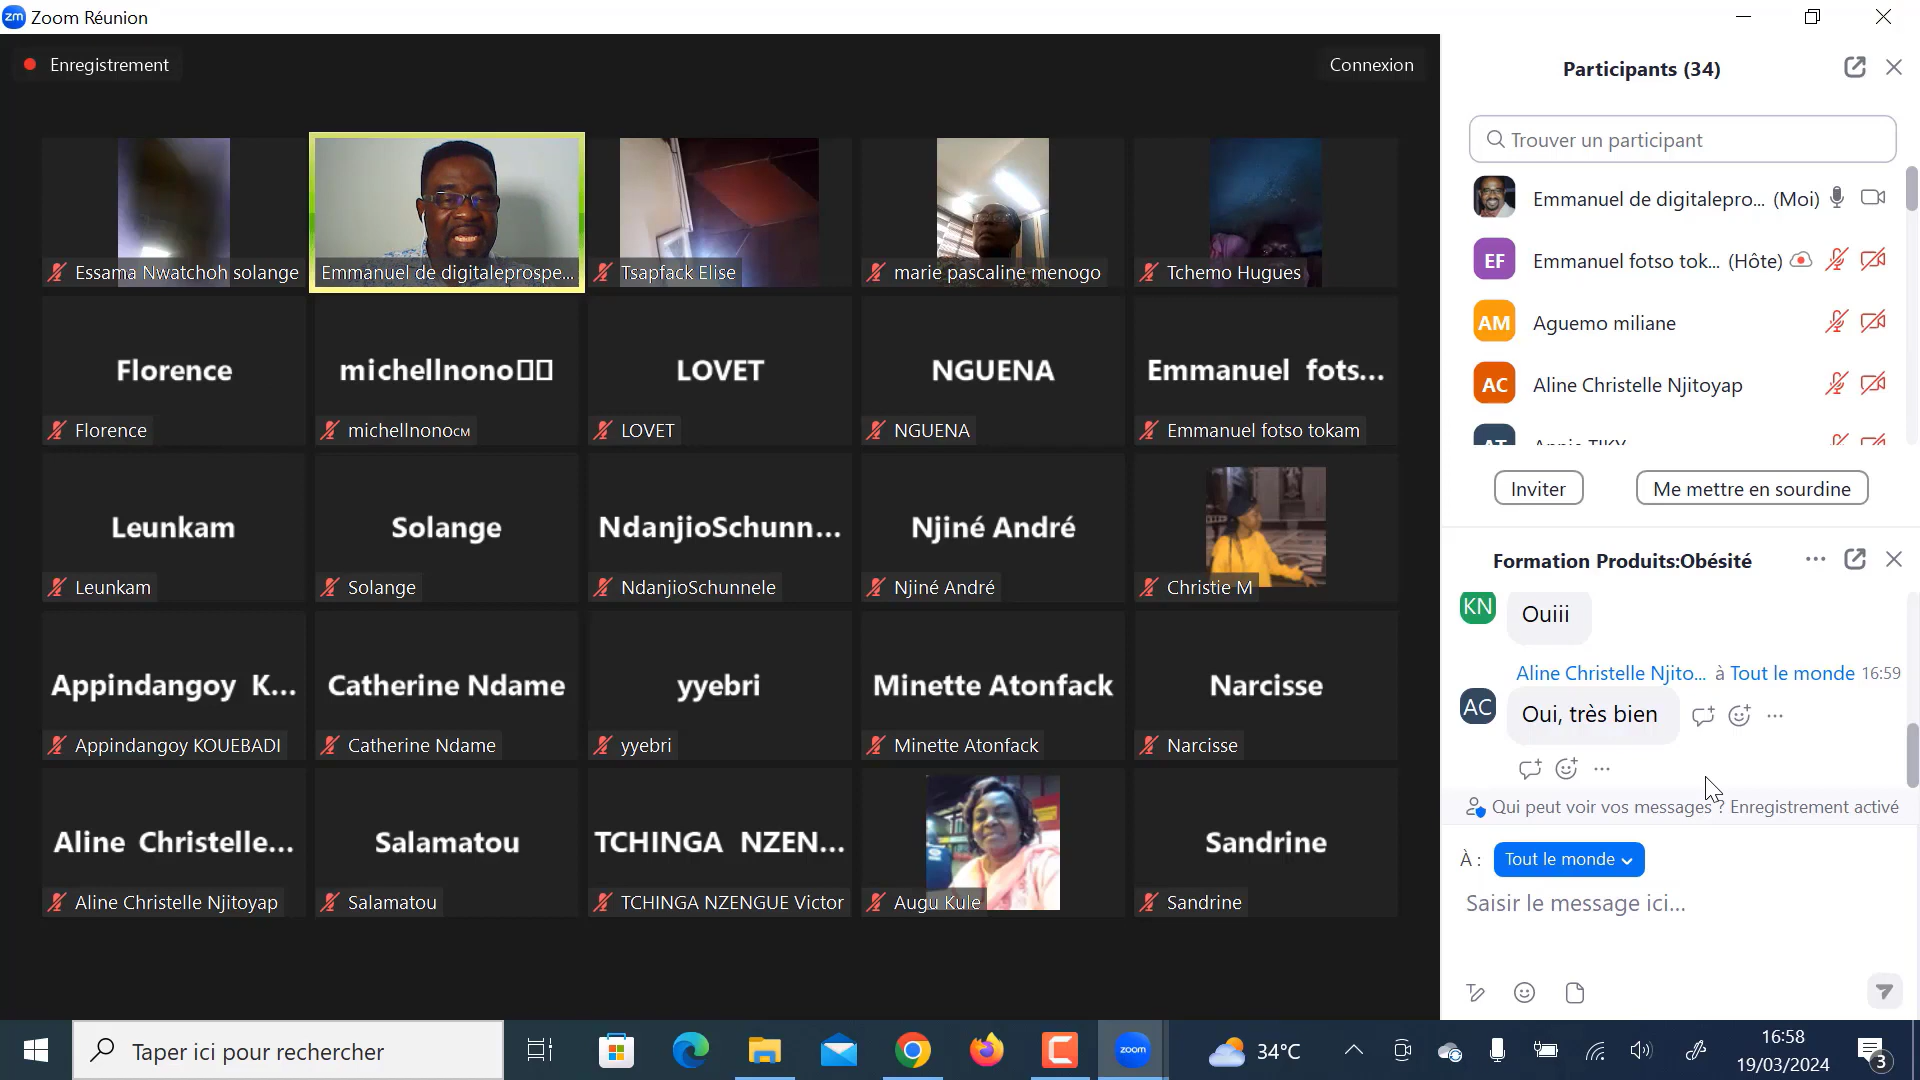 zm Zoom Réunion
Enregistrement
Connexion
Essama Nwatchoh solange
Emmanuel de digitaleprospe...
Tsapfack Elise
marie pascaline menogo
Tchemo Hugues
Florence
michellnono
LOVET
NGUENA
Emmanuel fots...
Florence
michellnonoCM
LOVET
NGUENA
Emmanuel fotso tokam
Leunkam
Solange
NdanjioSchunn...
Njiné André
Leunkam
Solange
NdanjioSchunnele
Njiné André
Christie M
Appindangoy K...
Catherine Ndame
yyebri
Minette Atonfack
Narcisse
Appindangoy KOUEBADI
Catherine Ndame
yyebri
Minette Atonfack
Narcisse
Aline Christelle...
Salamatou
TCHINGA NZEN...
Sandrine
Aline Christelle Njitoyap
Salamatou
TCHINGA NZENGUE Victor
Augu Kule
Sandrine
Participants (34)
Trouver un participant
Emmanuel de digitalepro... (Moi)
EF Emmanuel fotso tok... (Hôte)
AM Aguemo miliane
AC Aline Christelle Njitoyap
AT Annie TIKY
Inviter
Me mettre en sourdine
Formation Produits:Obésité
KN Ouiii
Aline Christelle Njito... à Tout le monde 16:59
AC Oui, très bien
Qui peut voir vos messages ? Enregistrement activé
À : Tout le monde
Saisir le message ici...
Taper ici pour rechercher
zoom
34°C
16:58
19/03/2024
3